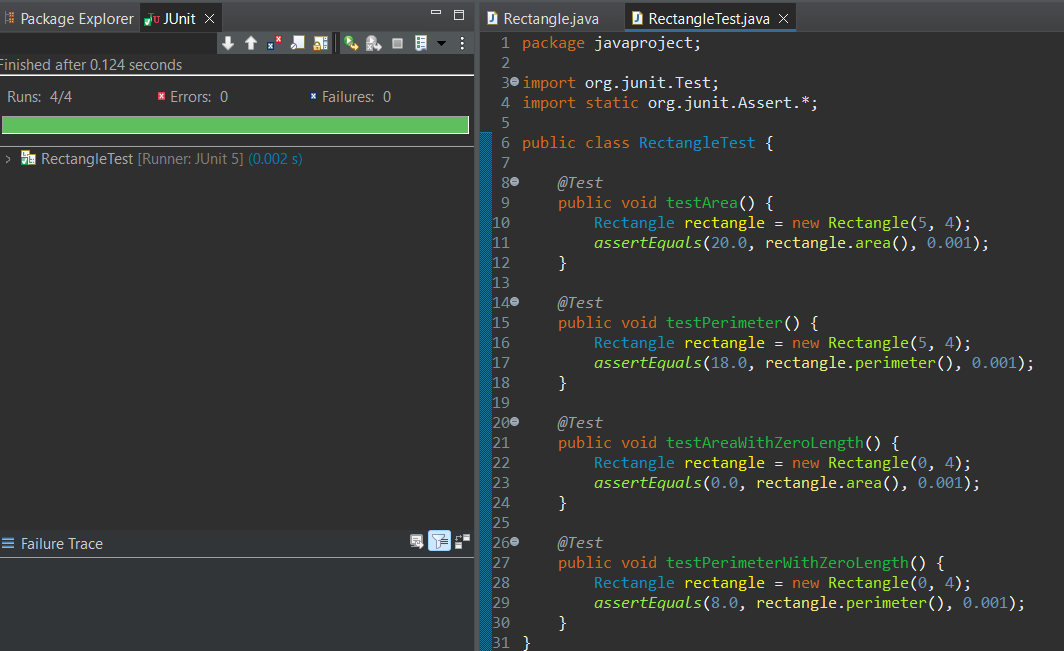 Package Explorer
JUnit
Finished after 0.124 seconds
Runs: 4/4
Errors: 0
Failures: 0
RectangleTest [Runner: JUnit 5] (0.002 s)
Failure Trace
Rectangle.java
RectangleTest.java
1 package javaproject;
2
3 import org.junit.Test;
4 import static org.junit.Assert.*;
5
6 public class RectangleTest {
7
8     @Test
9     public void testArea() {
10         Rectangle rectangle = new Rectangle(5, 4);
11         assertEquals(20.0, rectangle.area(), 0.001);
12     }
13
14     @Test
15     public void testPerimeter() {
16         Rectangle rectangle = new Rectangle(5, 4);
17         assertEquals(18.0, rectangle.perimeter(), 0.001);
18     }
19
20     @Test
21     public void testAreaWithZeroLength() {
22         Rectangle rectangle = new Rectangle(0, 4);
23         assertEquals(0.0, rectangle.area(), 0.001);
24     }
25
26     @Test
27     public void testPerimeterWithZeroLength() {
28         Rectangle rectangle = new Rectangle(0, 4);
29         assertEquals(8.0, rectangle.perimeter(), 0.001);
30     }
31 }